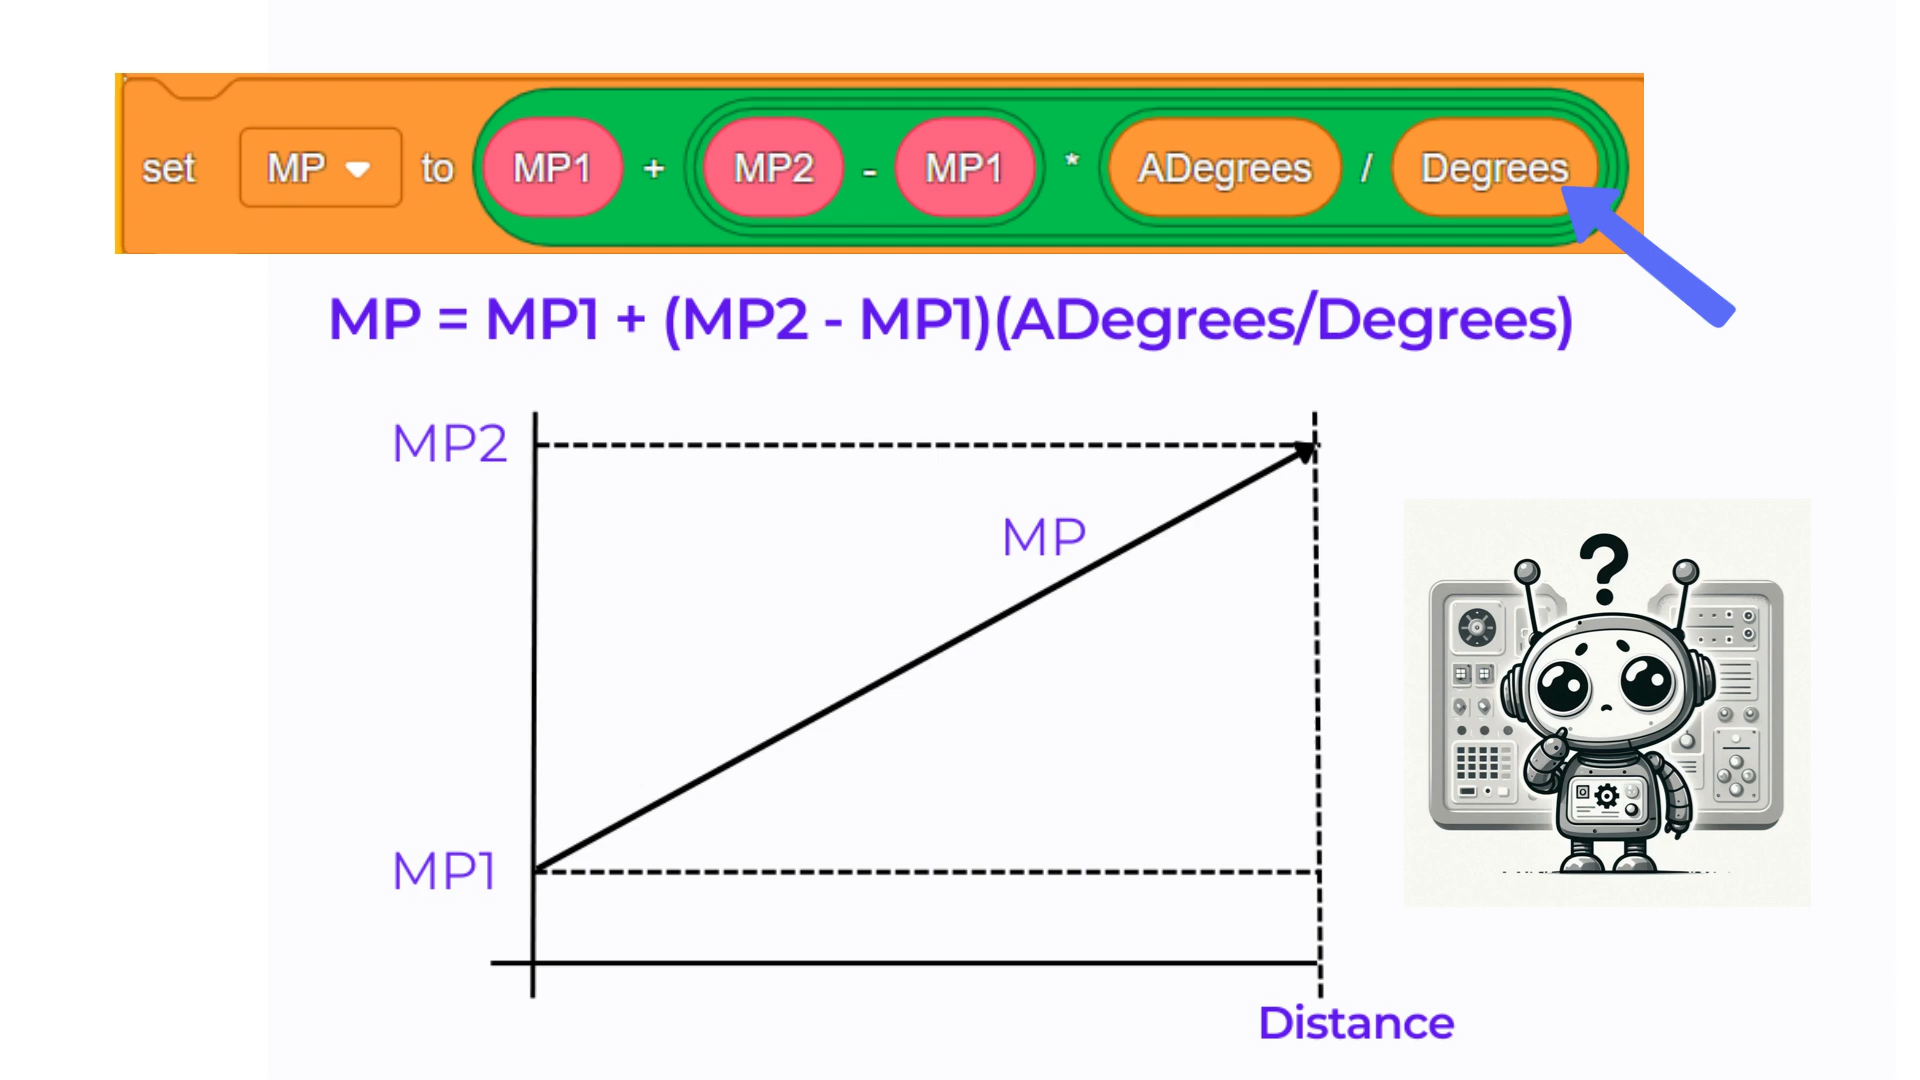 set MP to MP1 + MP2 - MP1 * ADegrees / Degrees
MP = MP1 + (MP2 - MP1)(ADegrees/Degrees)
MP2
MP
?
MP1
Distance